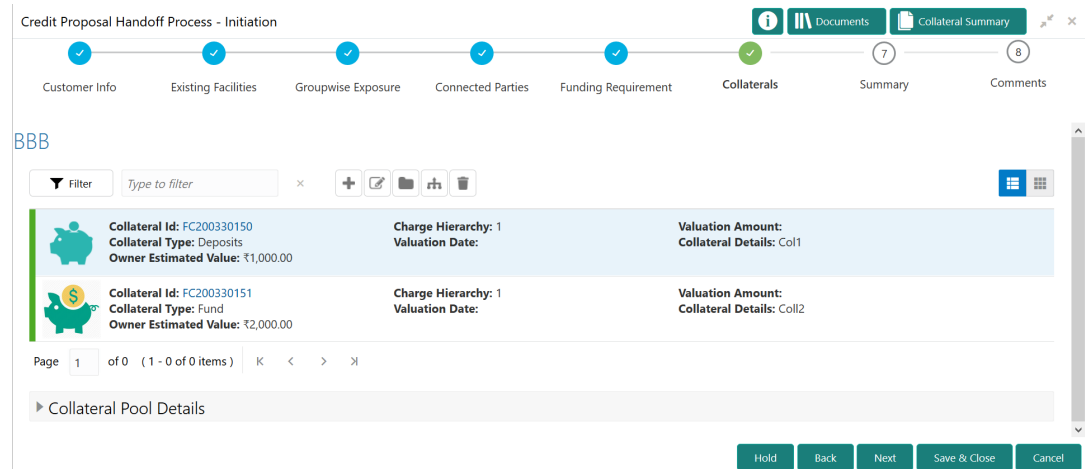 Credit Proposal Handoff Process - Initiation
Documents
Collateral Summary
7
8
Customer Info
Existing Facilities
Groupwise Exposure
Connected Parties
Funding Requirement
Collaterals
Summary
Comments
BBB
Filter
Type to filter
Collateral Id: FC200330150
Charge Hierarchy: 1
Valuation Amount:
Collateral Type: Deposits
Valuation Date:
Collateral Details: Col1
Owner Estimated Value: ₹1,000.00
Collateral Id: FC200330151
Charge Hierarchy: 1
Valuation Amount:
Collateral Type: Fund
Valuation Date:
Collateral Details: Coll2
Owner Estimated Value: ₹2,000.00
Page 1 of 0 ( 1 - 0 of 0 items )
Collateral Pool Details
Hold
Back
Next
Save & Close
Cancel